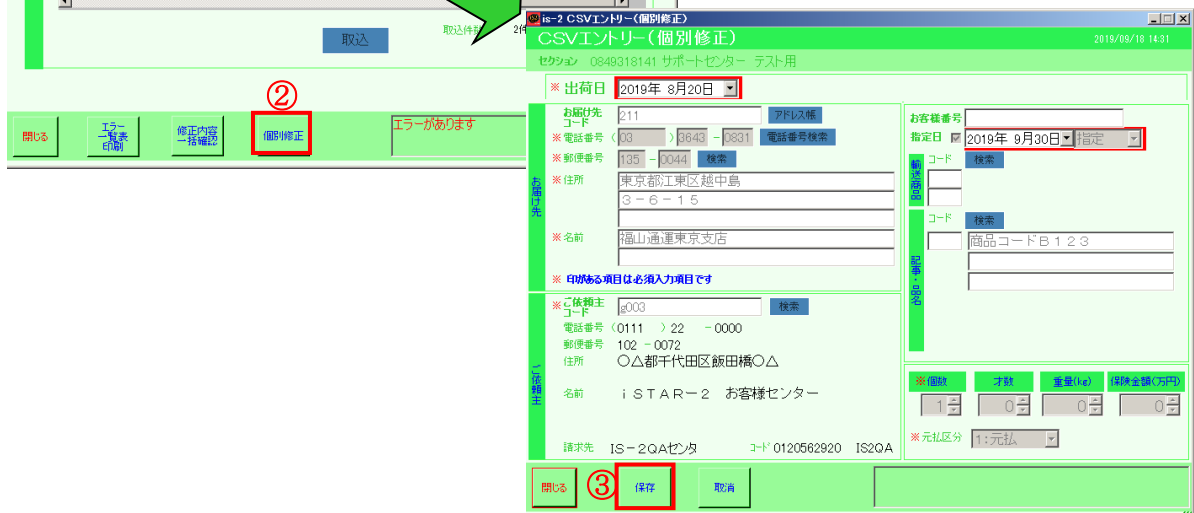 取込
取込件数 2件
②
閉じる
エラー
一覧表
印刷
修正内容
一括確認
個別修正
エラーがあります
is-2 CSVエントリー(個別修正)
CSVエントリー(個別修正)
2019/09/18 14:31
セクション 0849318141 サポートセンター テスト用
※ 出荷日 2019年 8月20日
お届け先
お届け先
コード 211 アドレス帳
※電話番号 (03 )3643 - 0831 電話番号検索
※郵便番号 135 - 0044 検索
※住所 東京都江東区越中島
3-6-15
※名前 福山通運東京支店
※ 印がある項目は必須入力項目です
お客様番号
指定日 2019年 9月30日 指定
輸送商品
コード 検索
記事・品名
コード 検索
商品コードB123
ご依頼主
※ご依頼主
コード g003 検索
電話番号 (0111 ) 22 - 0000
郵便番号 102 - 0072
住所 ○△都千代田区飯田橋○△
名前 iSTAR-2 お客様センター
請求先 IS-2QAセンタ コード 0120562920 IS2QA
※個数 才数 重量(kg) 保険金額(万円)
1 0 0 0
※元払区分 1:元払
閉じる
③
保存
取消